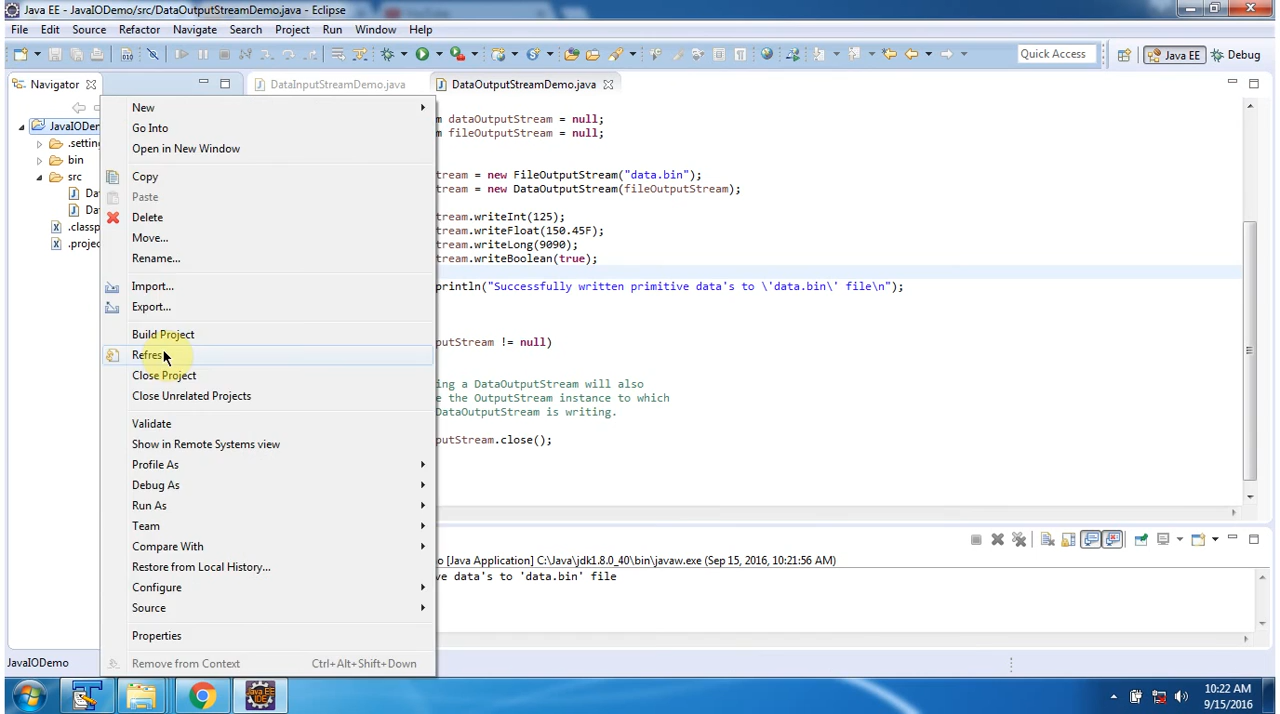 Java EE - JavaIODemo/src/DataOutputStreamDemo.java - Eclipse
File Edit Source Refactor Navigate Search Project Run Window Help
Quick Access
Java EE
Debug
Navigator
DataInputStreamDemo.java
DataOutputStreamDemo.java
JavaIODem
.setting
bin
src
Da
Da
.classp
.projec
New
Go Into
Open in New Window
Copy
Paste
Delete
Move...
Rename...
Import...
Export...
Build Project
Refres
Close Project
Close Unrelated Projects
Validate
Show in Remote Systems view
Profile As
Debug As
Run As
Team
Compare With
Restore from Local History...
Configure
Source
Properties
Remove from Context Ctrl+Alt+Shift+Down
m dataOutputStream = null;
m fileOutputStream = null;
tream = new FileOutputStream("data.bin");
tream = new DataOutputStream(fileOutputStream);
tream.writeInt(125);
tream.writeFloat(150.45F);
tream.writeLong(9090);
tream.writeBoolean(true);
println("Successfully written primitive data's to \'data.bin\' file\n");
putStream != null)
ing a DataOutputStream will also
e the OutputStream instance to which
DataOutputStream is writing.
putStream.close();
o [Java Application] C:\Java\jdk1.8.0_40\bin\javaw.exe (Sep 15, 2016, 10:21:56 AM)
ve data's to 'data.bin' file
JavaIODemo
Java EE
IDE
10:22 AM
9/15/2016